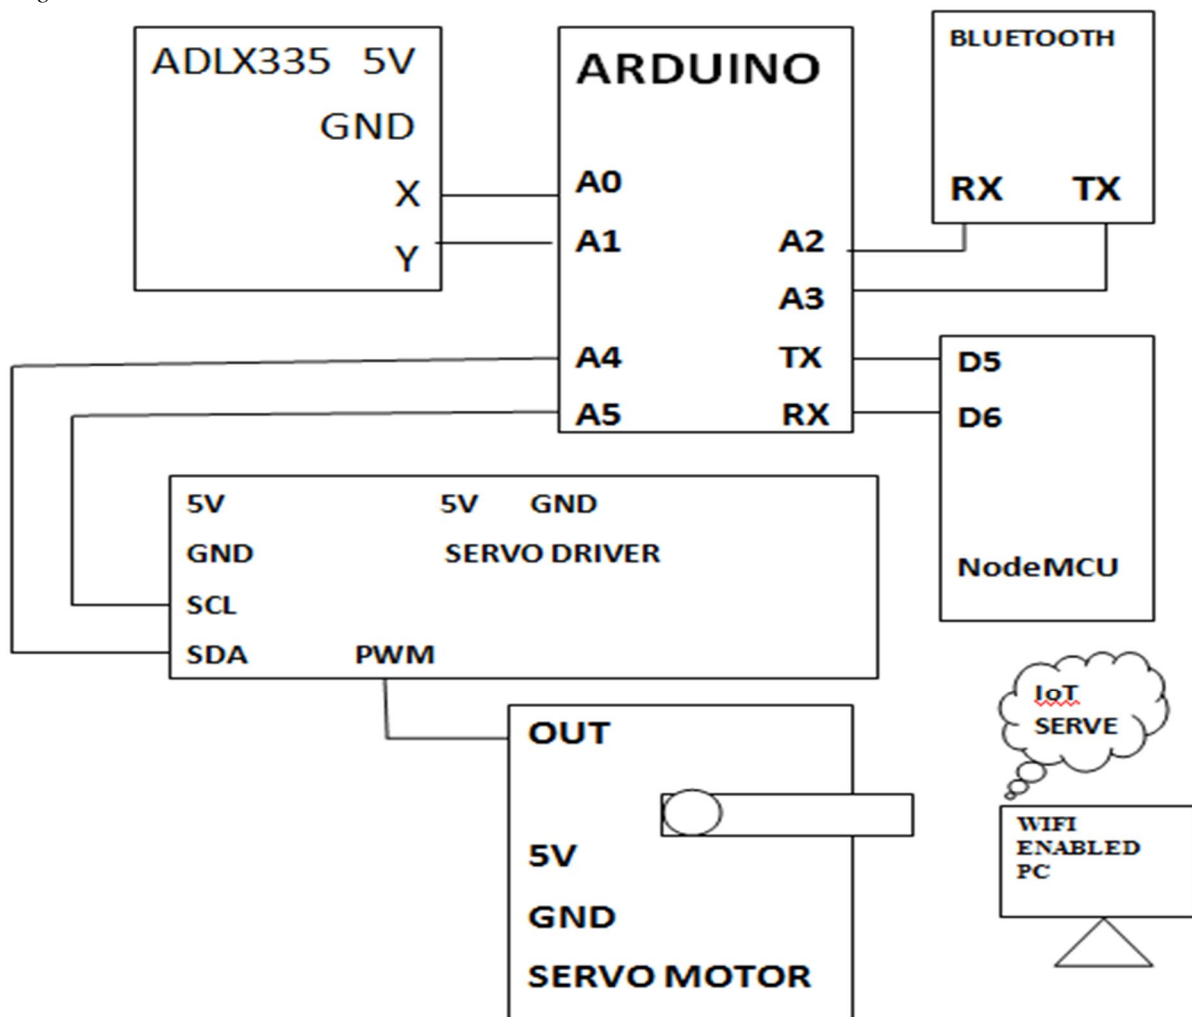 ADLX335 5V
GND
X
Y
ARDUINO
A0
A1
A2
A3
A4
TX
A5
RX
BLUETOOTH
RX TX
D5
D6
NodeMCU
5V 5V GND
GND SERVO DRIVER
SCL
SDA PWM
OUT
5V
GND
SERVO MOTOR
IoT
SERVE
WIFI
ENABLED
PC